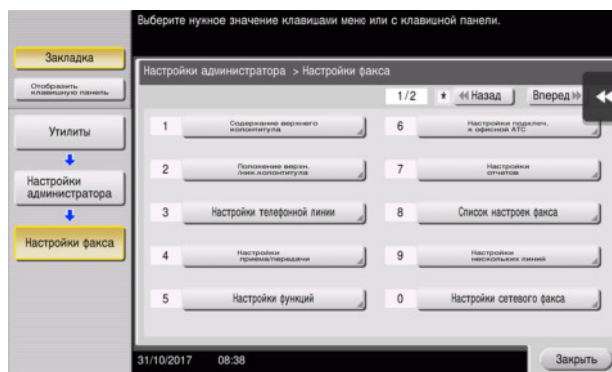 Выберите нужное значение клавишами меню или с клавишной панели.
Закладка
Отобразить
клавишную панель
Утилиты
Настройки
администратора
Настройки факса
Настройки администратора > Настройки факса
1/2 * Назад Вперед
1 Содержание верхнего
колонтитула
6 Настройки подключ.
к офисной АТС
2 Положение верхн.
/ниж.колонтитула
7 Настройки
отчетов
3 Настройки телефонной линии
8 Список настроек факса
4 Настройки
приема/передачи
9 Настройки
нескольких линий
5 Настройки функций
0 Настройки сетевого факса
31/10/2017 08:38
Закрыть